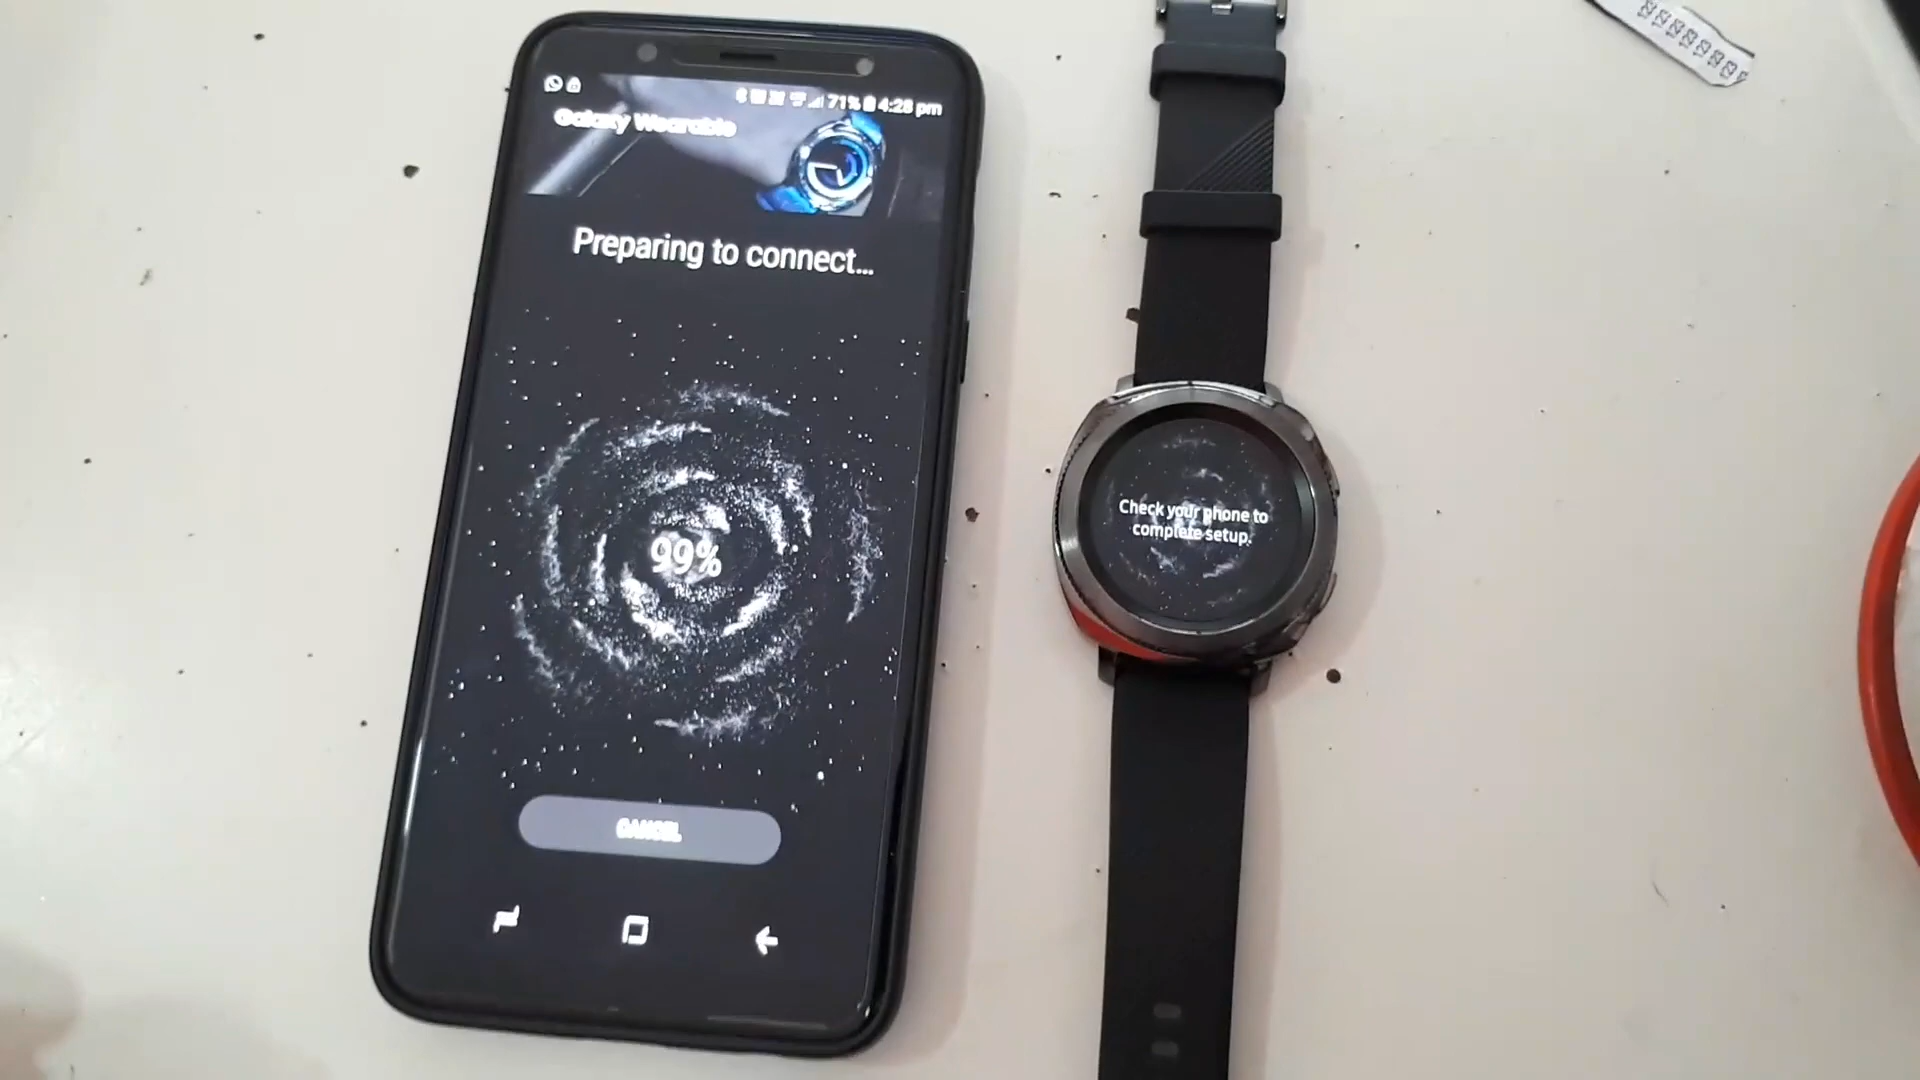 71% 4:28 pm
Galaxy Wearable
Preparing to connect...
99%
CANCEL
Check your phone to
complete setup.